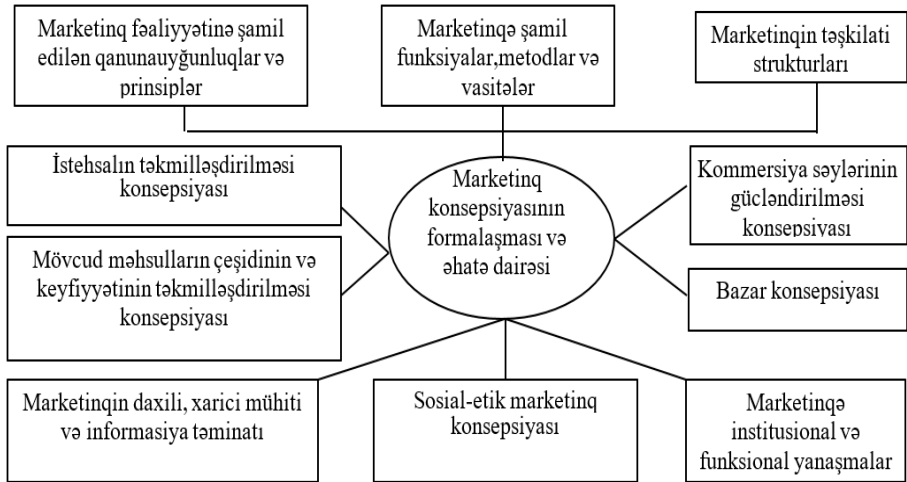 Marketinq fəaliyyətinə şamil
edilən qanunauyğunluqlar və
prinsiplər
Marketinqə şamil
funksiyalar,metodlar və
vasitələr
Marketinqin təşkilati
strukturları
İstehsalın təkmilləşdirilməsi
konsepsiyası
Marketinq
konsepsiyasının
formalaşması və
əhatə dairəsi
Kommersiya səylərinin
gücləndirilməsi
konsepsiyası
Mövcud məhsulların çeşidinin və
keyfiyyətinin təkmilləşdirilməsi
konsepsiyası
Bazar konsepsiyası
Marketinqin daxili, xarici mühiti
və informasiya təminatı
Sosial-etik marketinq
konsepsiyası
Marketinqə
institusional və
funksional yanaşmalar